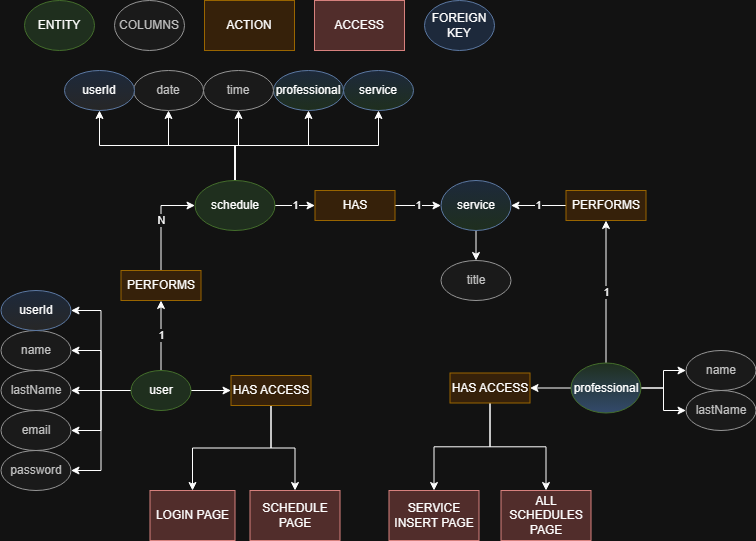 ENTITY
COLUMNS
ACTION
ACCESS
FOREIGN
KEY
userId
date
time
professional
service
schedule
1
HAS
1
service
1
PERFORMS
N
title
PERFORMS
1
1
userId
name
lastName
email
password
user
HAS ACCESS
HAS ACCESS
professional
name
lastName
LOGIN PAGE
SCHEDULE
PAGE
SERVICE
INSERT PAGE
ALL
SCHEDULES
PAGE